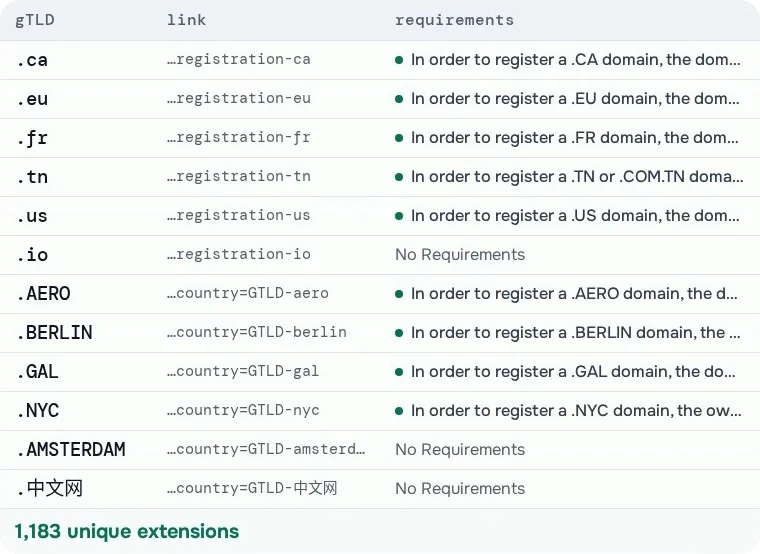 gTLD link requirements
.ca …registration-ca In order to register a .CA domain, the dom…
.eu …registration-eu In order to register a .EU domain, the dom…
.fr …registration-fr In order to register a .FR domain, the dom…
.tn …registration-tn In order to register a .TN or .COM.TN doma…
.us …registration-us In order to register a .US domain, the dom…
.io …registration-io No Requirements
.AERO …country=GTLD-aero In order to register a .AERO domain, the d…
.BERLIN …country=GTLD-berlin In order to register a .BERLIN domain, the …
.GAL …country=GTLD-gal In order to register a .GAL domain, the do…
.NYC …country=GTLD-nyc In order to register a .NYC domain, the ow…
.AMSTERDAM …country=GTLD-amsterd… No Requirements
.中文网 …country=GTLD-中文网 No Requirements
1,183 unique extensions